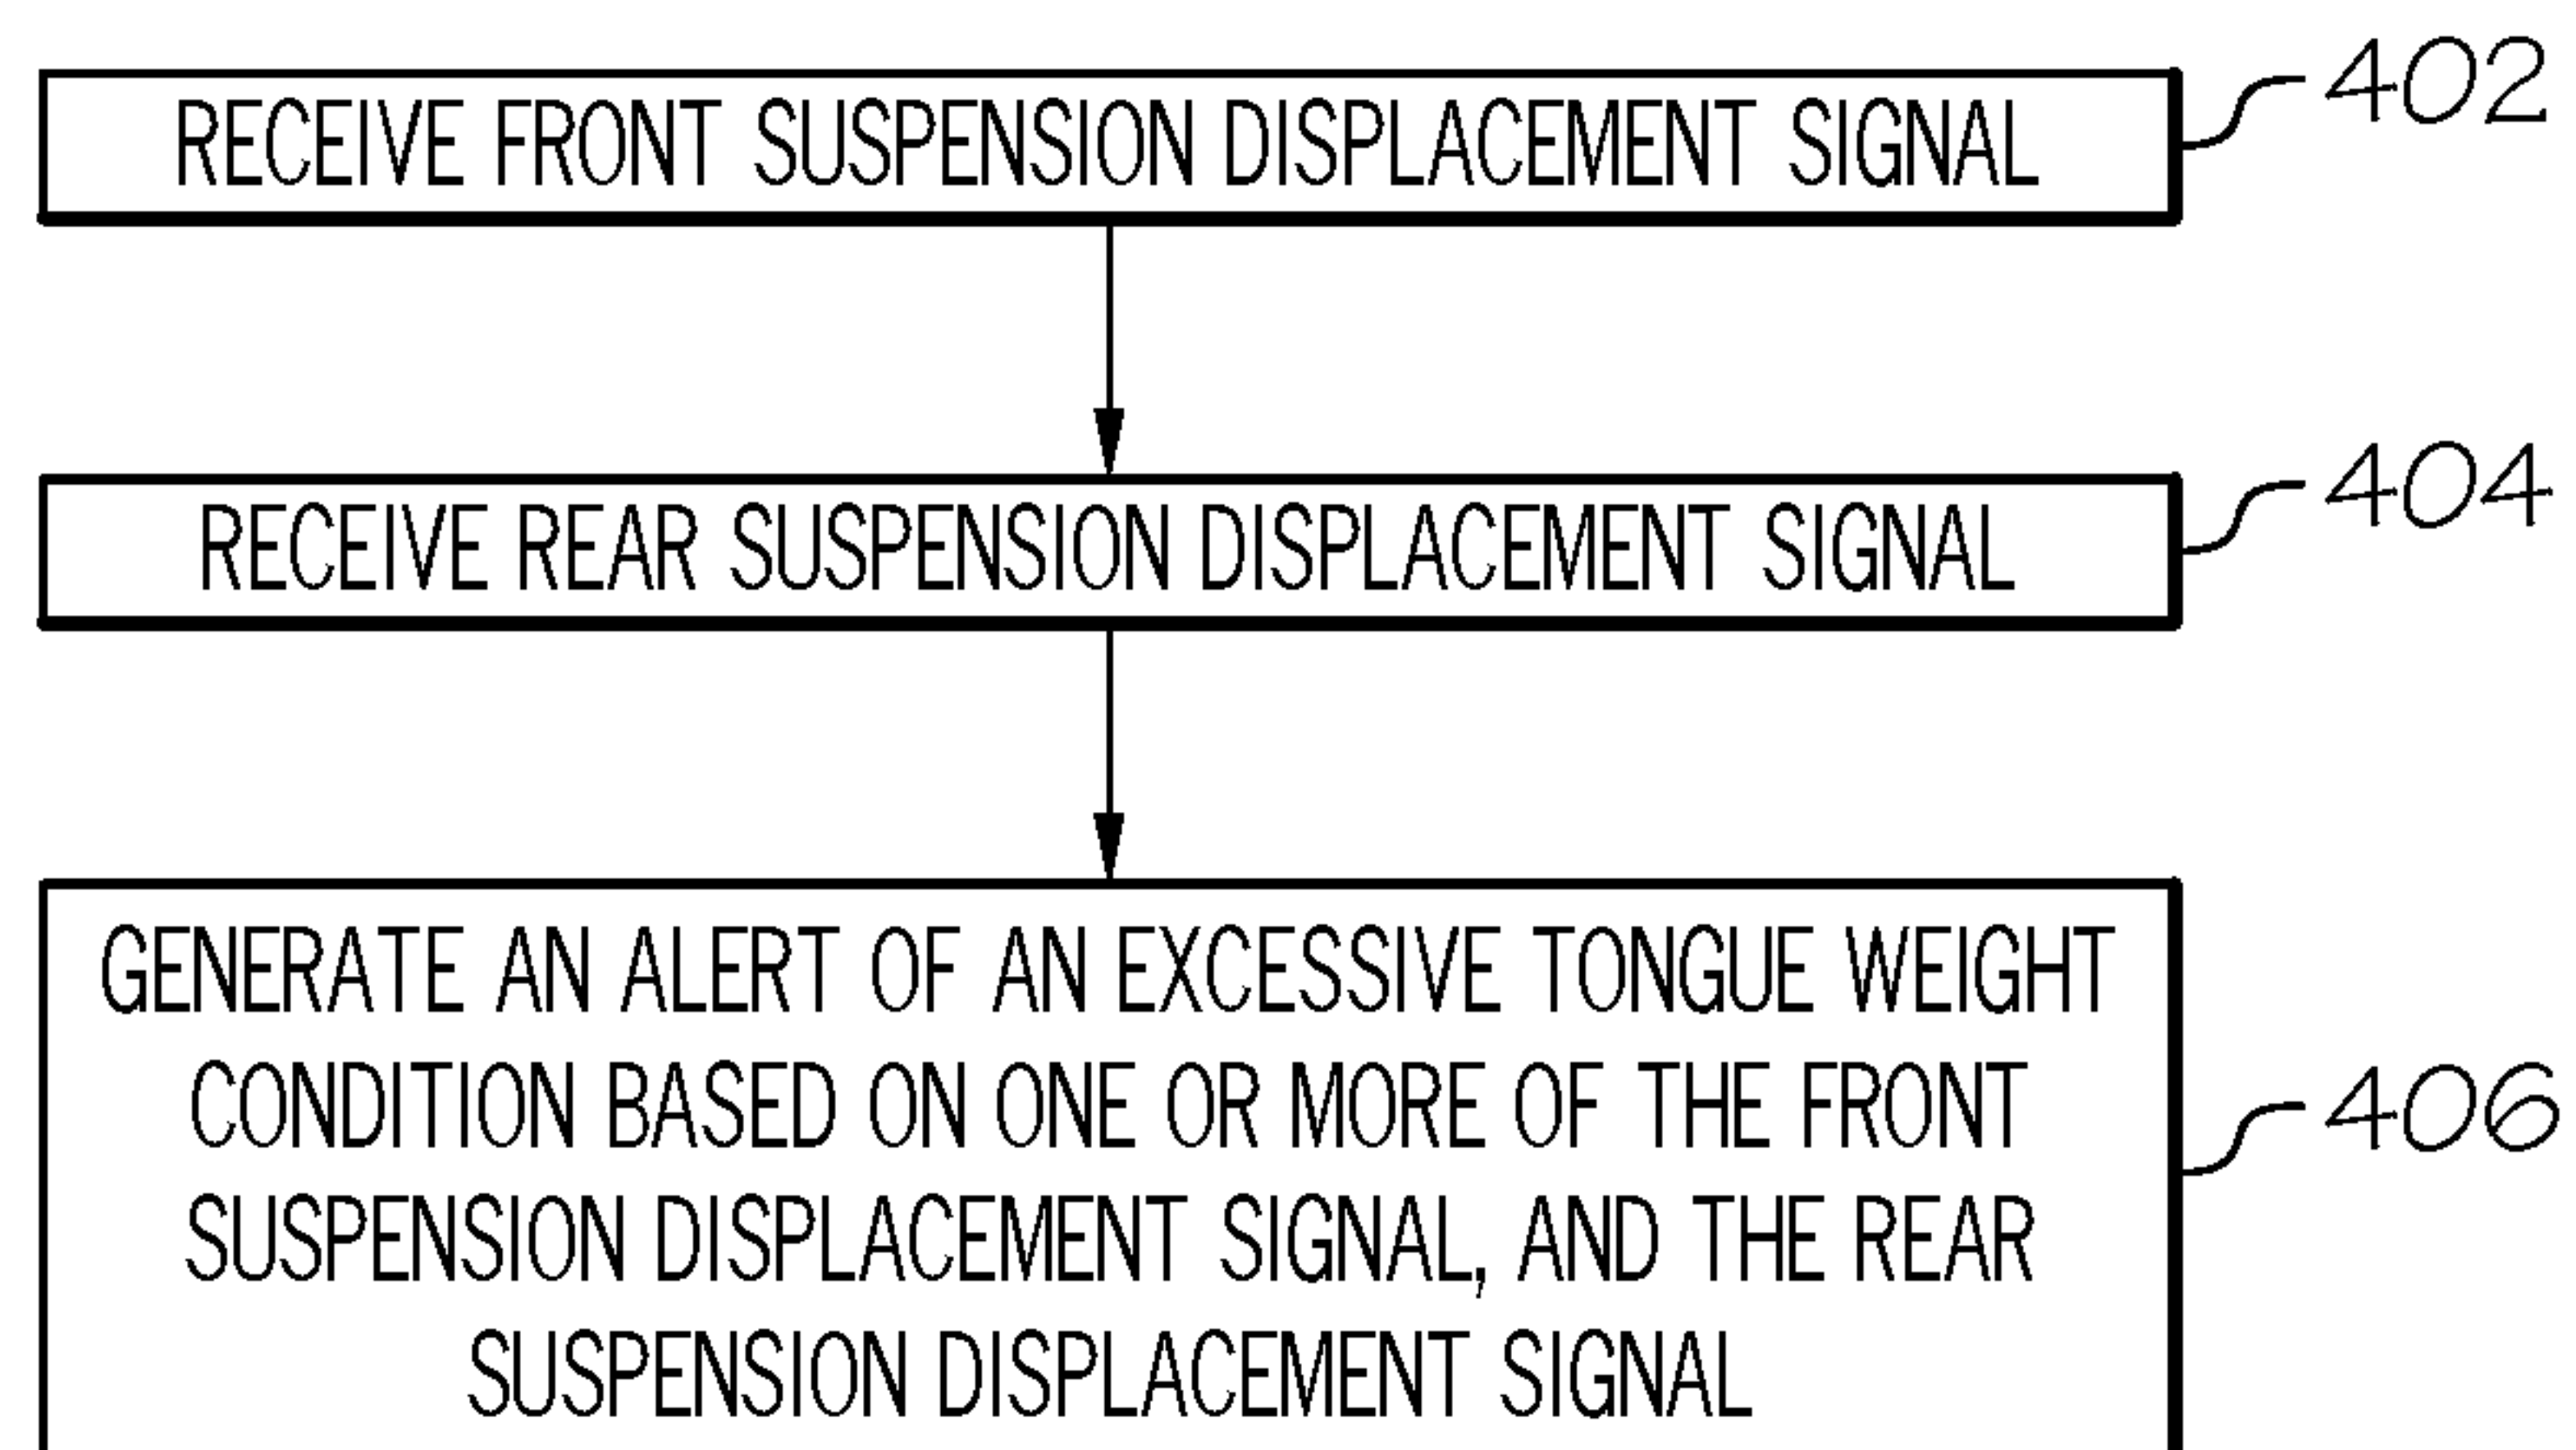 RECEIVE FRONT SUSPENSION DISPLACEMENT SIGNAL
402
RECEIVE REAR SUSPENSION DISPLACEMENT SIGNAL
404
GENERATE AN ALERT OF AN EXCESSIVE TONGUE WEIGHT
CONDITION BASED ON ONE OR MORE OF THE FRONT
SUSPENSION DISPLACEMENT SIGNAL, AND THE REAR
SUSPENSION DISPLACEMENT SIGNAL
406